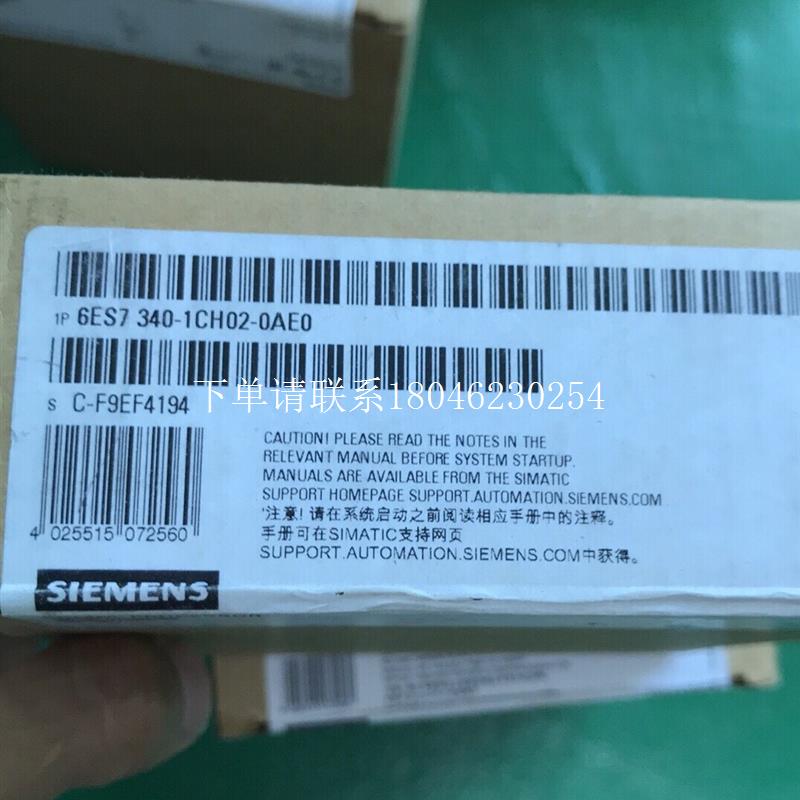 1P 6ES7 340-1CH02-0AE0
S C-F9EF4194
下单请联系18046230254
CAUTION! PLEASE READ THE NOTES IN THE
RELEVANT MANUAL BEFORE SYSTEM STARTUP.
MANUALS ARE AVAILABLE FROM THE SIMATIC
SUPPORT HOMEPAGE SUPPORT.AUTOMATION.SIEMENS.COM
'注意! 请在系统启动之前阅读相应手册中的注释。
手册可在SIMATIC支持网页
SUPPORT.AUTOMATION.SIEMENS.COM中获得。
4 025515 072560
SIEMENS